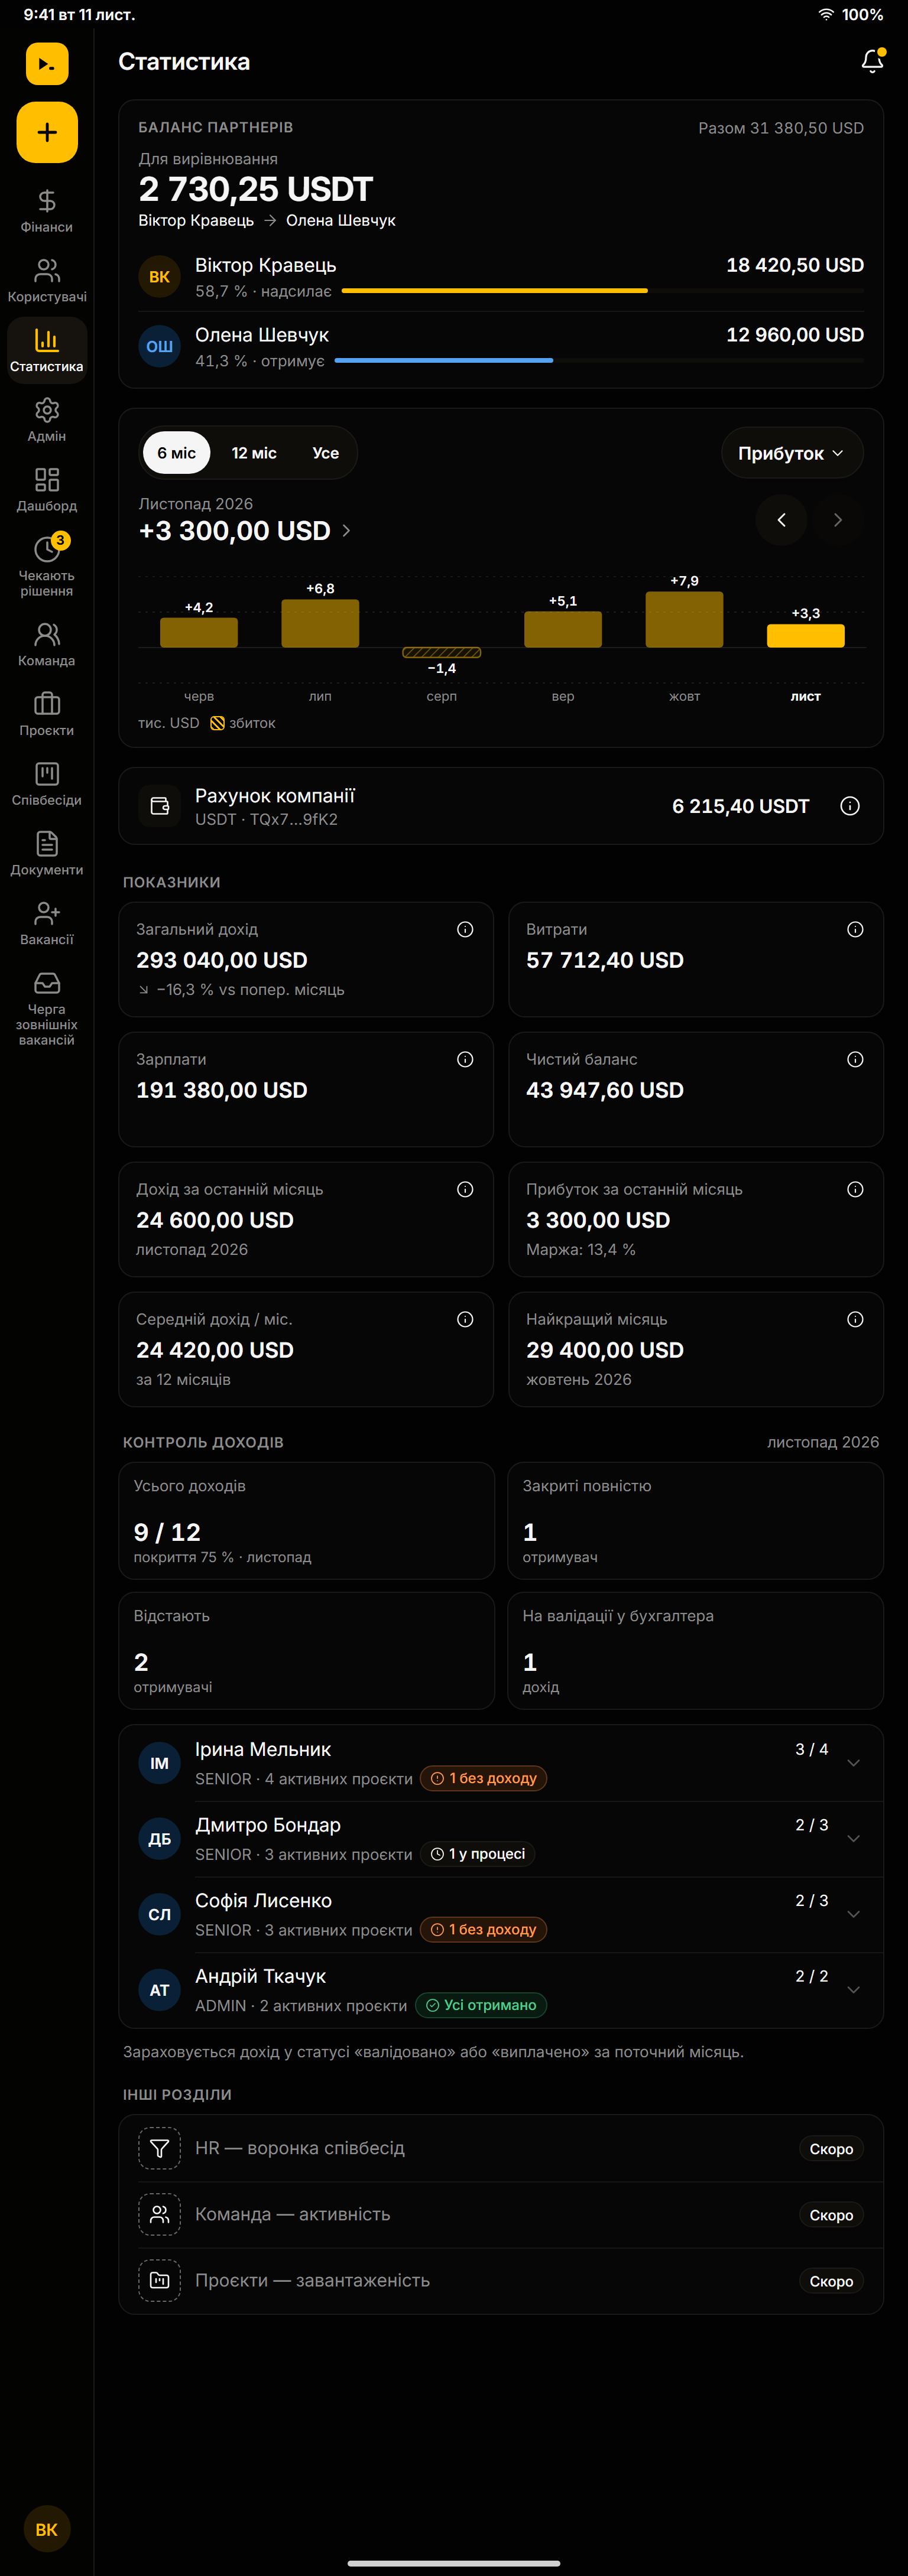 9:41 вт 11 лист.
100%
Статистика
Фінанси
Користувачі
Статистика
Адмін
Дашборд
3
Чекають
рішення
Команда
Проєкти
Співбесіди
Документи
Вакансії
Черга
зовнішніх
вакансій
ВК
БАЛАНС ПАРТНЕРІВ
Разом 31 380,50 USD
Для вирівнювання
2 730,25 USDT
Віктор Кравець → Олена Шевчук
ВК
Віктор Кравець
18 420,50 USD
58,7 % · надсилає
ОШ
Олена Шевчук
12 960,00 USD
41,3 % · отримує
6 міс
12 міс
Усе
Прибуток
Листопад 2026
+3 300,00 USD
+4,2
+6,8
−1,4
+5,1
+7,9
+3,3
черв
лип
серп
вер
жовт
лист
тис. USD
збиток
Рахунок компанії
USDT · TQx7…9fK2
6 215,40 USDT
ПОКАЗНИКИ
Загальний дохід
293 040,00 USD
−16,3 % vs попер. місяць
Витрати
57 712,40 USD
Зарплати
191 380,00 USD
Чистий баланс
43 947,60 USD
Дохід за останній місяць
24 600,00 USD
листопад 2026
Прибуток за останній місяць
3 300,00 USD
Маржа: 13,4 %
Середній дохід / міс.
24 420,00 USD
за 12 місяців
Найкращий місяць
29 400,00 USD
жовтень 2026
КОНТРОЛЬ ДОХОДІВ
листопад 2026
Усього доходів
9 / 12
покриття 75 % · листопад
Закриті повністю
1
отримувач
Відстають
2
отримувачі
На валідації у бухгалтера
1
дохід
ІМ
Ірина Мельник
3 / 4
SENIOR · 4 активних проєкти
1 без доходу
ДБ
Дмитро Бондар
2 / 3
SENIOR · 3 активних проєкти
1 у процесі
СЛ
Софія Лисенко
2 / 3
SENIOR · 3 активних проєкти
1 без доходу
АТ
Андрій Ткачук
2 / 2
ADMIN · 2 активних проєкти
Усі отримано
Зараховується дохід у статусі «валідовано» або «виплачено» за поточний місяць.
ІНШІ РОЗДІЛИ
HR — воронка співбесід
Скоро
Команда — активність
Скоро
Проєкти — завантаженість
Скоро